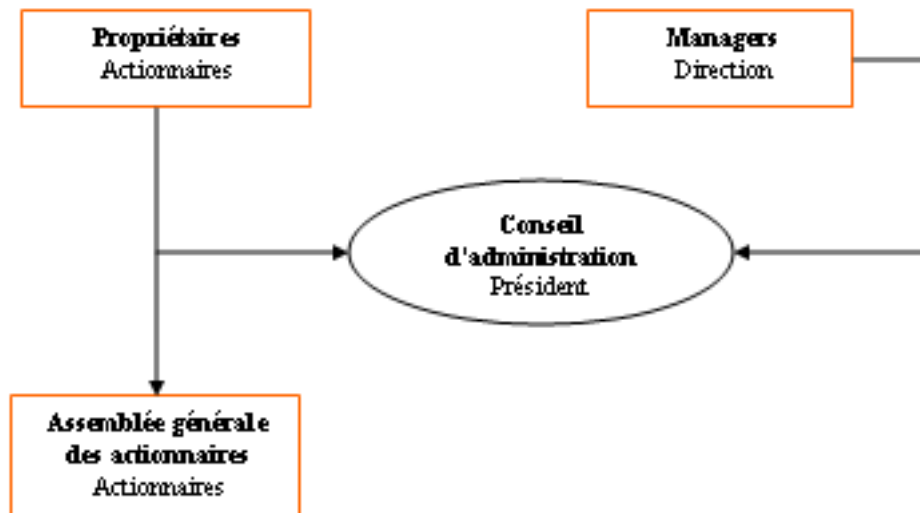 Propriétaires
Actionnaires
Managers
Direction
Conseil
d'administration
Président
Assemblée générale
des actionnaires
Actionnaires